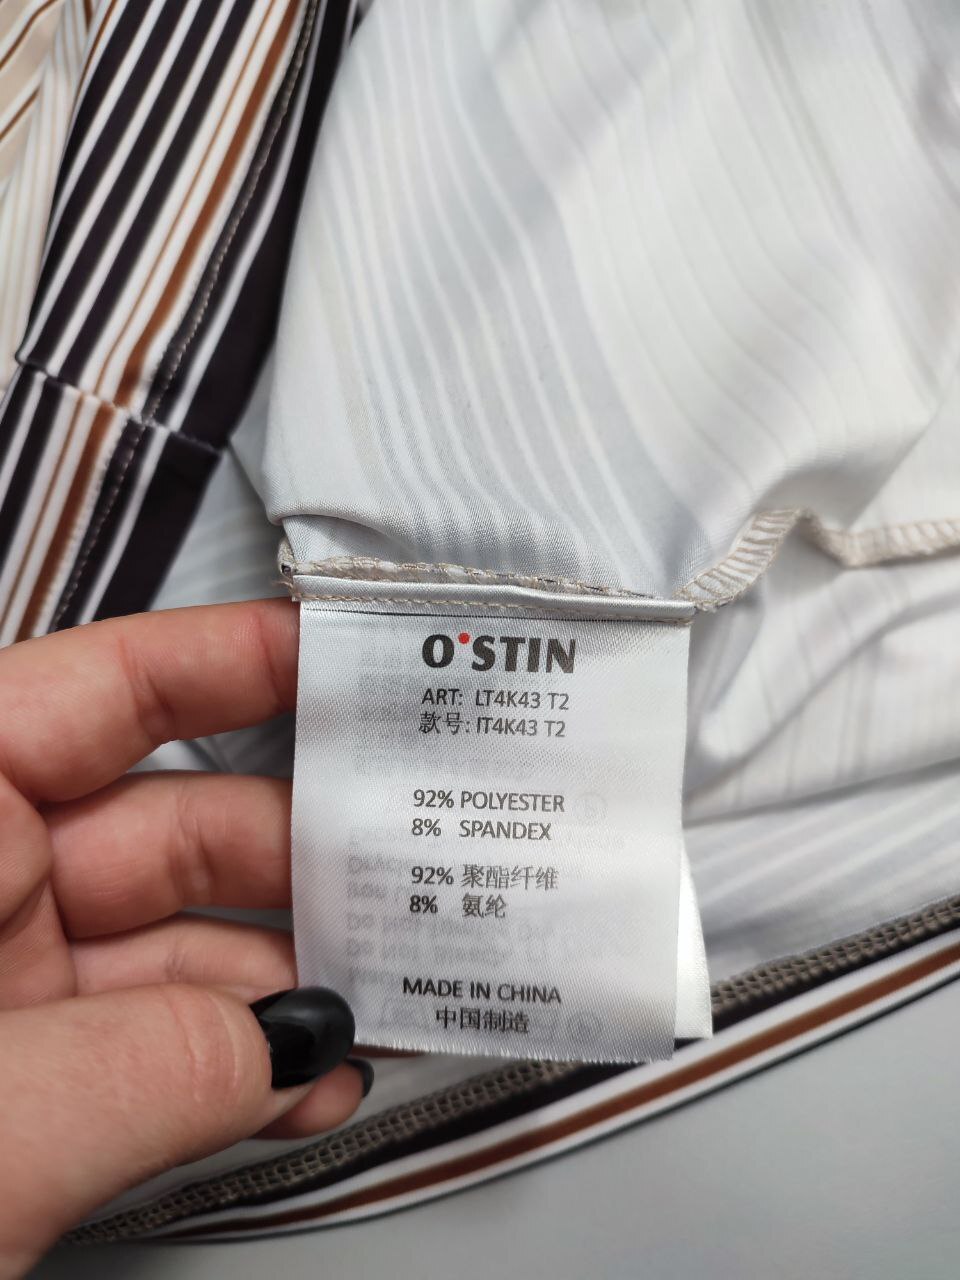 O'STIN
ART: LT4K43 T2
款号: IT4K43 T2
92% POLYESTER
8% SPANDEX
92% 聚酯纤维
8% 氨纶
MADE IN CHINA
中国制造